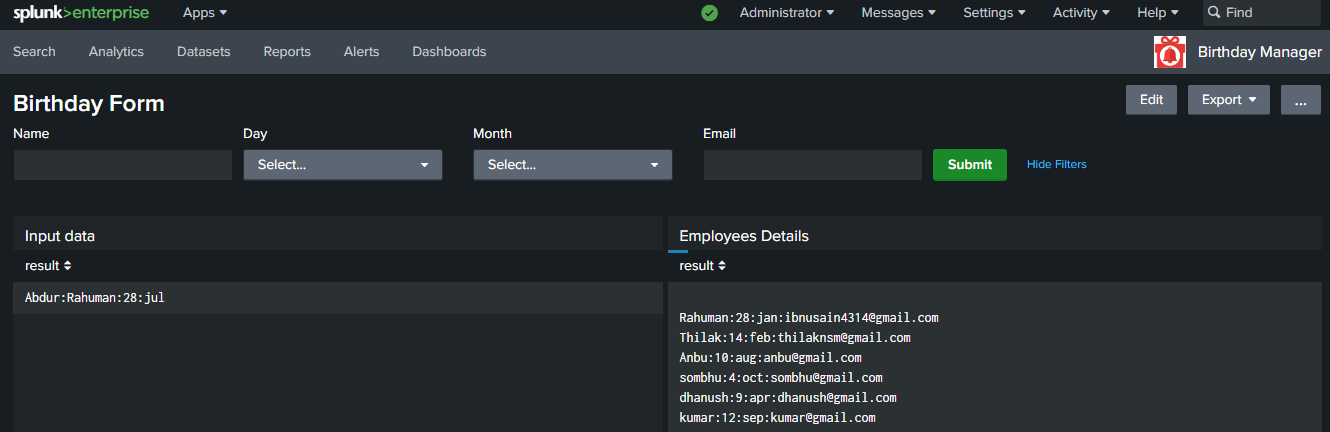 splunk>enterprise Apps Administrator Messages Settings Activity Help Find
Search Analytics Datasets Reports Alerts Dashboards Birthday Manager
Birthday Form Edit Export ...
Name Day Month Email
Select... Select... Submit Hide Filters
Input data Employees Details
result result
Abdur:Rahuman:28:jul
Rahuman:28:jan:ibnusain4314@gmail.com
Thilak:14:feb:thilaknsm@gmail.com
Anbu:10:aug:anbu@gmail.com
sombhu:4:oct:sombhu@gmail.com
dhanush:9:apr:dhanush@gmail.com
kumar:12:sep:kumar@gmail.com